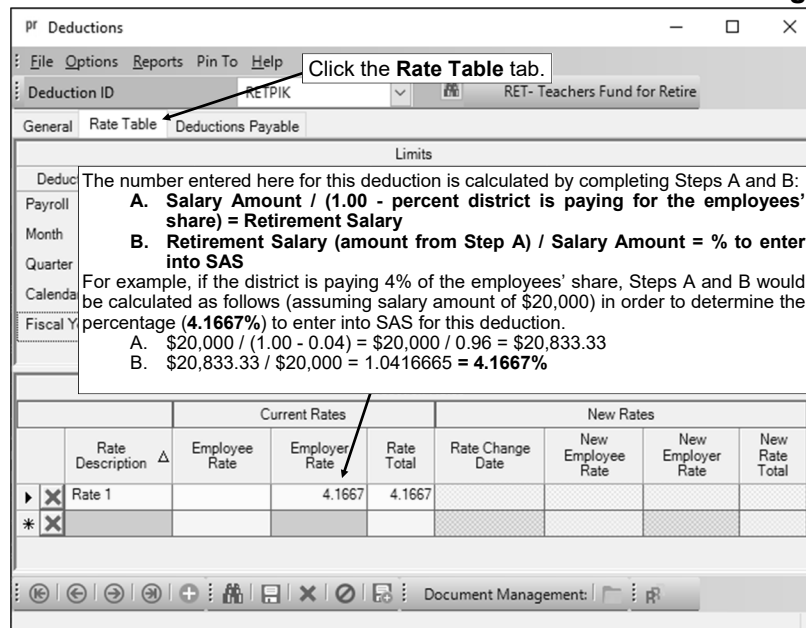 Deductions
File Options Reports Pin To Help
Click the Rate Table tab.
Deduction ID RETPIK RET- Teachers Fund for Retire
General Rate Table Deductions Payable
Limits
Deduc
The number entered here for this deduction is calculated by completing Steps A and B:
Payroll
A. Salary Amount / (1.00 - percent district is paying for the employees' share) = Retirement Salary
Month
B. Retirement Salary (amount from Step A) / Salary Amount = % to enter into SAS
Quarter
For example, if the district is paying 4% of the employees' share, Steps A and B would
Calenda
be calculated as follows (assuming salary amount of $20,000) in order to determine the
Fiscal Y
percentage (4.1667%) to enter into SAS for this deduction.
A. $20,000 / (1.00 - 0.04) = $20,000 / 0.96 = $20,833.33
B. $20,833.33 / $20,000 = 1.0416665 = 4.1667%
Current Rates New Rates
Rate Description Employee Rate Employer Rate Rate Total Rate Change Date New Employee Rate New Employer Rate New Rate Total
Rate 1 4.1667 4.1667
Document Management: